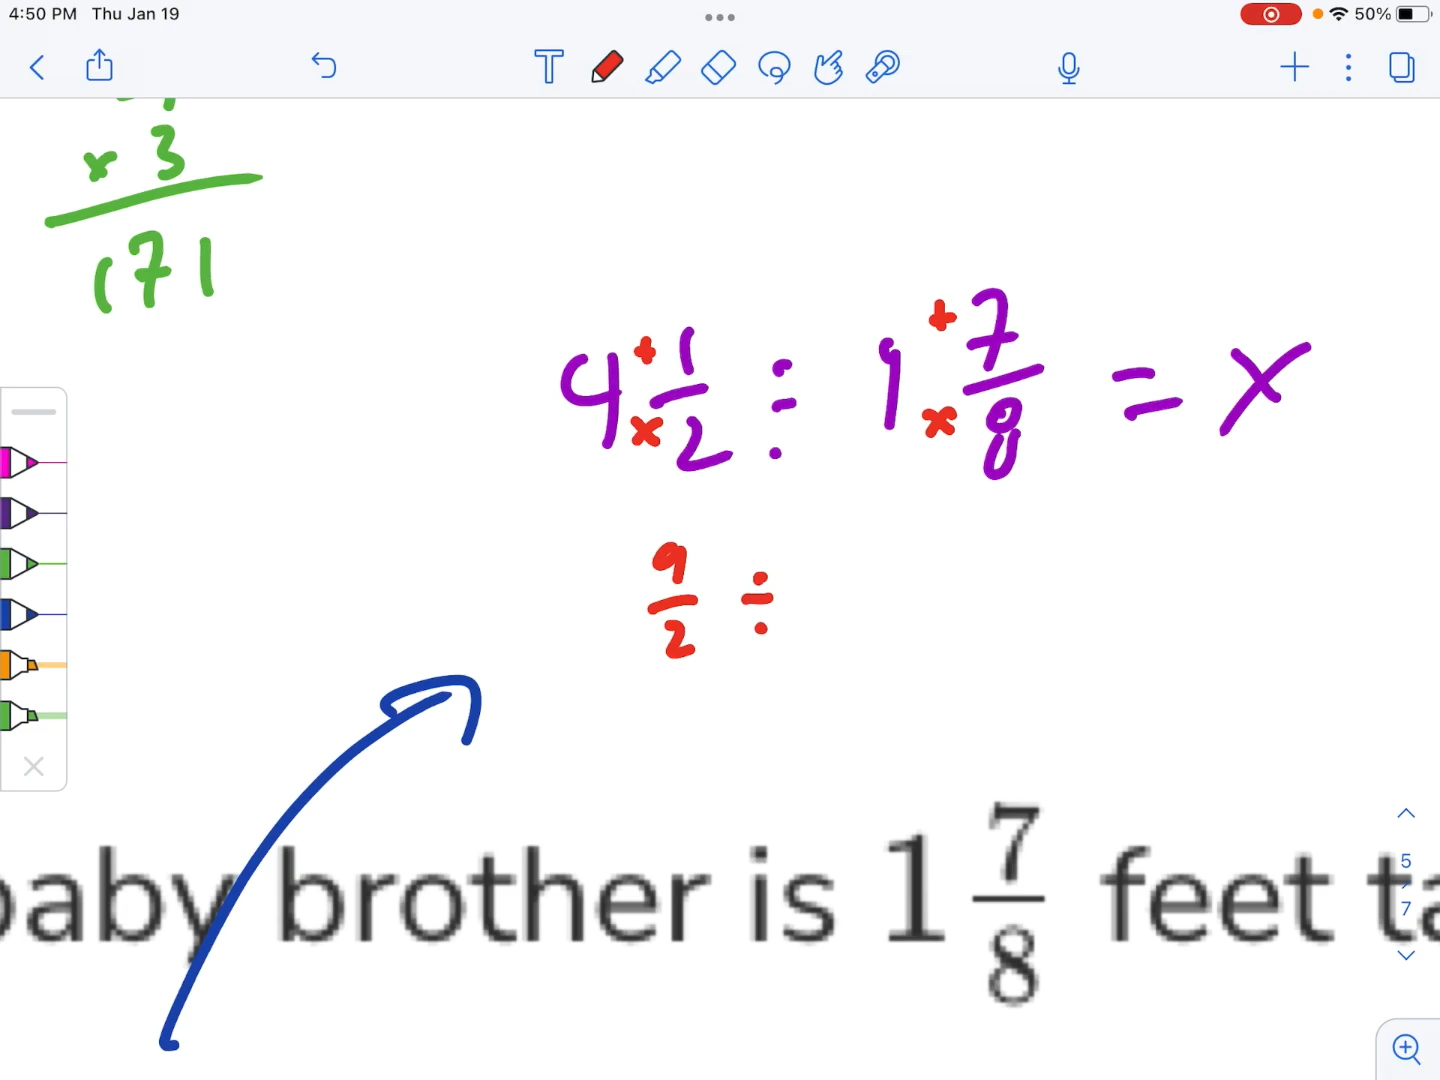 4:50 PM Thu Jan 19
50%
T
× 3
171
4 + × 1/2 ÷ 1 + × 7/8 = x
9/2 ÷
baby brother is 1 7/8 feet ta
5
7